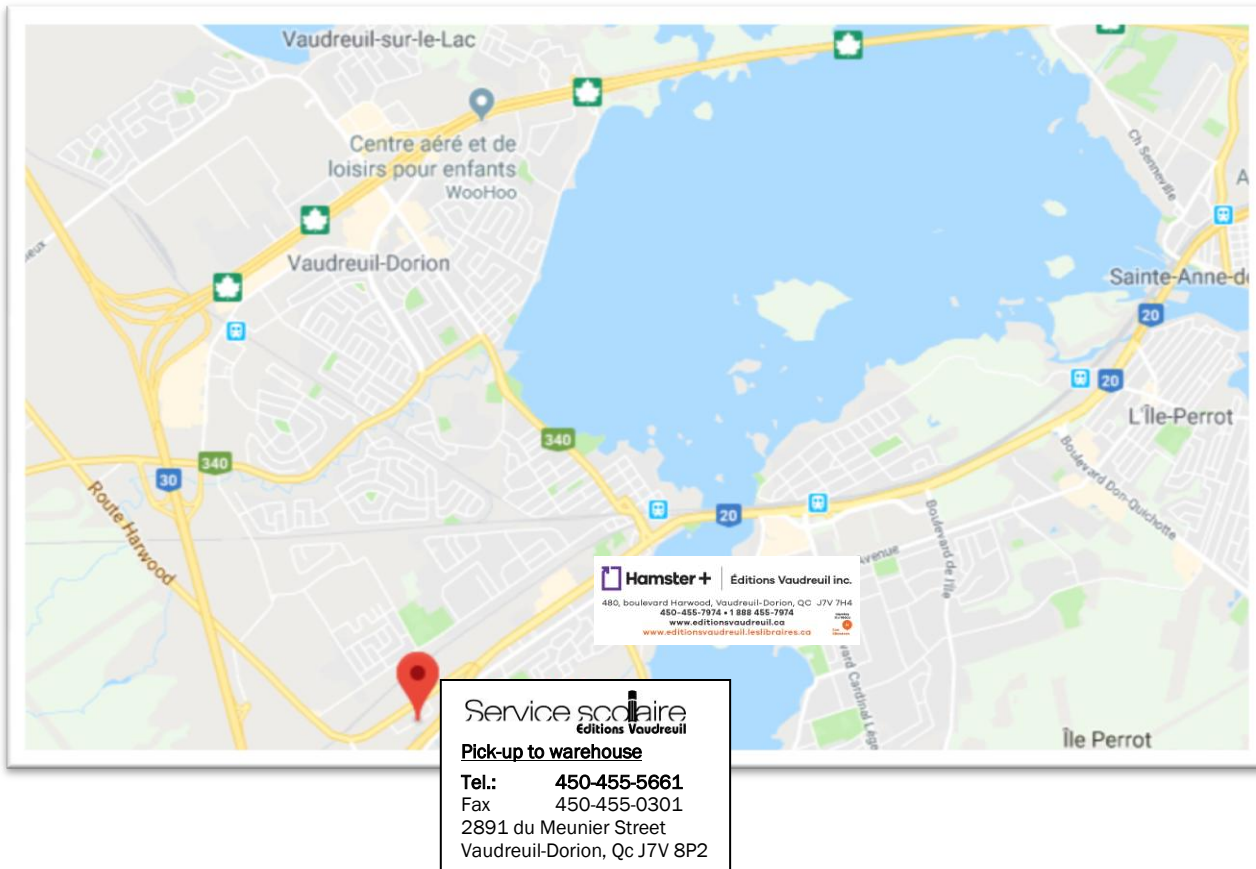 Vaudreuil-sur-le-Lac
Centre aéré et de
loisirs pour enfants
WooHoo
Ch Senneville
A
Vaudreuil-Dorion
Sainte-Anne-de
20
20
L'Île-Perrot
340
340
30
Route Harwood
Boulevard Don-Quichotte
20
Boulevard de l'Île
Avenue
Hamster + Éditions Vaudreuil inc.
480, boulevard Harwood, Vaudreuil-Dorion, QC J7V 7H4
450-455-7974 • 1 888 455-7974
www.editionsvaudreuil.ca
www.editionsvaudreuil.leslibraires.ca
vard Cardinal Lége
Île Perrot
Service scolaire
Éditions Vaudreuil
Pick-up to warehouse
Tel.: 450-455-5661
Fax 450-455-0301
2891 du Meunier Street
Vaudreuil-Dorion, Qc J7V 8P2